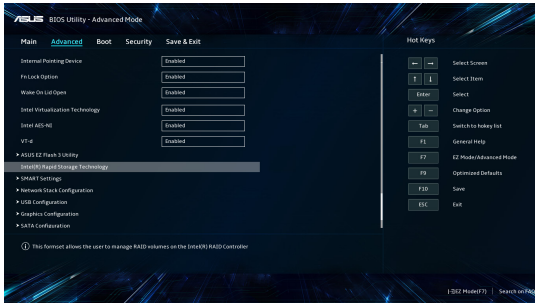 ASUS BIOS Utility - Advanced Mode
Main Advanced Boot Security Save & Exit
Hot Keys
Internal Pointing Device Enabled
Fn Lock Option Enabled
Wake On Lid Open Enabled
Intel Virtualization Technology Enabled
Intel AES-NI Enabled
VT-d Enabled
ASUS EZ Flash 3 Utility
Intel(R) Rapid Storage Technology
SMART Settings
Network Stack Configuration
USB Configuration
Graphics Configuration
SATA Configuration
This formset allows the user to manage RAID volumes on the Intel(R) RAID Controller
← → Select Screen
↑ ↓ Select Item
Enter Select
+ − Change Option
Tab Switch to hokey list
F1 General Help
F7 EZ Mode/Advanced Mode
F9 Optimized Defaults
F10 Save
ESC Exit
EZ Mode(F7) | Search on FAQ